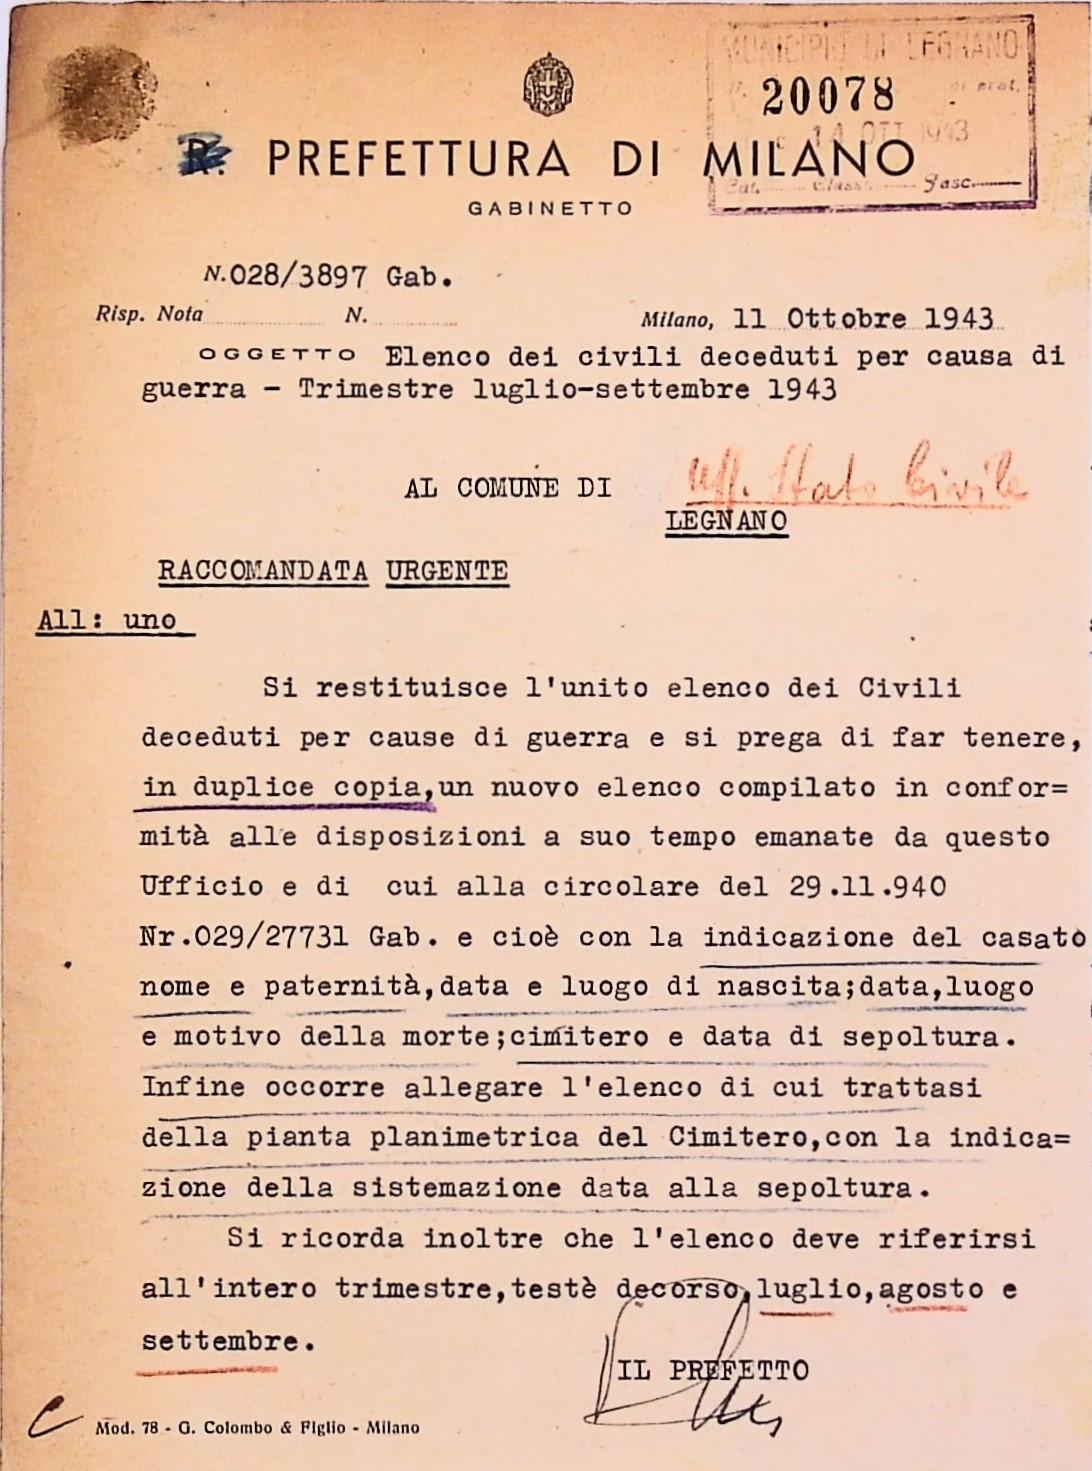 MUNICIPIO DI LEGNANO
20078
14 OTT 1943
Cat. Class. Fasc.
R. PREFETTURA DI MILANO
GABINETTO
N. 028/3897 Gab.
Risp. Nota N.
Milano, 11 Ottobre 1943
OGGETTO Elenco dei civili deceduti per causa di
guerra - Trimestre luglio-settembre 1943
Uff. Stato Civile
AL COMUNE DI
LEGNANO
RACCOMANDATA URGENTE
All: uno
Si restituisce l'unito elenco dei Civili
deceduti per cause di guerra e si prega di far tenere,
in duplice copia,un nuovo elenco compilato in confor=
mità alle disposizioni a suo tempo emanate da questo
Ufficio e di cui alla circolare del 29.11.940
Nr.029/27731 Gab. e cioè con la indicazione del casato
nome e paternità,data e luogo di nascita;data,luogo
e motivo della morte;cimitero e data di sepoltura.
Infine occorre allegare l'elenco di cui trattasi
della pianta planimetrica del Cimitero,con la indica=
zione della sistemazione data alla sepoltura.
Si ricorda inoltre che l'elenco deve riferirsi
all'intero trimestre,testè decorso,luglio,agosto e
settembre.
IL PREFETTO
Mod. 78 - G. Colombo & Figlio - Milano